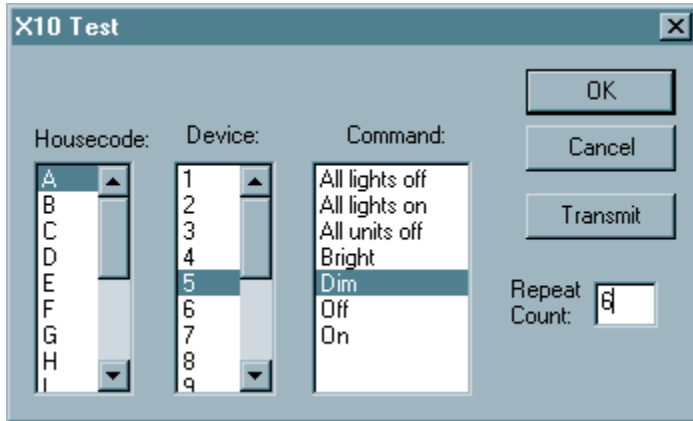 X10 Test
OK
Housecode:
Device:
Command:
Cancel
A
B
C
D
E
F
G
H
I
1
2
3
4
5
6
7
8
9
All lights off
All lights on
All units off
Bright
Dim
Off
On
Transmit
Repeat
Count:
6